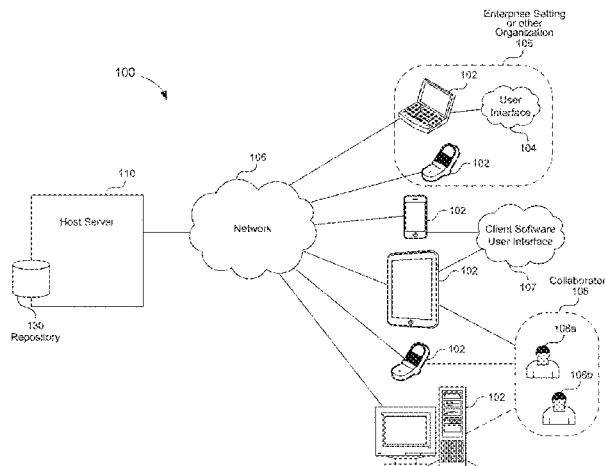 Enterprise Setting
or other
Organization
105
100
102
User
Interface
104
106
110
102
Host Server
Network
102
Client Software
User Interface
102
107
Collaborator
108
130
Repository
102
108a
108b
102